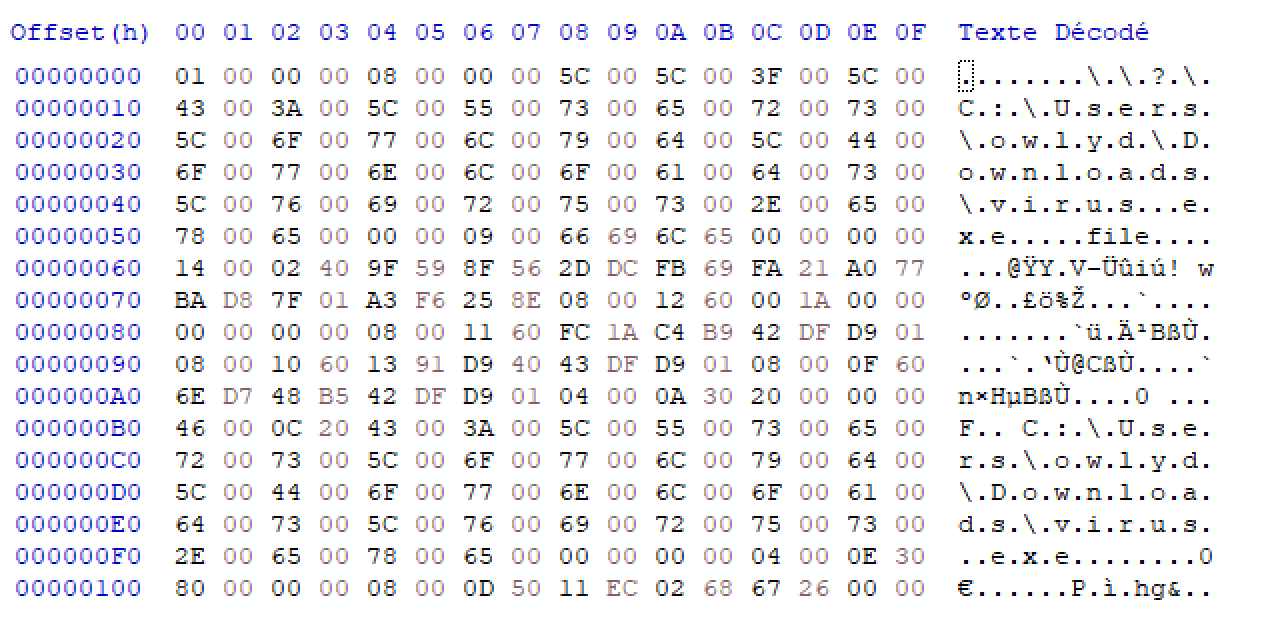 Offset(h) 00 01 02 03 04 05 06 07 08 09 0A 0B 0C 0D 0E 0F Texte Décodé
00000000 01 00 00 00 08 00 00 00 5C 00 5C 00 3F 00 5C 00 ........\.\.?.\.
00000010 43 00 3A 00 5C 00 55 00 73 00 65 00 72 00 73 00 C.:.\.U.s.e.r.s.
00000020 5C 00 6F 00 77 00 6C 00 79 00 64 00 5C 00 44 00 \.o.w.l.y.d.\.D.
00000030 6F 00 77 00 6E 00 6C 00 6F 00 61 00 64 00 73 00 o.w.n.l.o.a.d.s.
00000040 5C 00 76 00 69 00 72 00 75 00 73 00 2E 00 65 00 \.v.i.r.u.s...e.
00000050 78 00 65 00 00 00 09 00 66 69 6C 65 00 00 00 00 x.e.....file....
00000060 14 00 02 40 9F 59 8F 56 2D DC FB 69 FA 21 A0 77 ...@ŸY.V-Üûiú! w
00000070 BA D8 7F 01 A3 F6 25 8E 08 00 12 60 00 1A 00 00 ºØ..£ö%Ž...`....
00000080 00 00 00 00 08 00 11 60 FC 1A C4 B9 42 DF D9 01 .......`ü.Ä¹BßÙ.
00000090 08 00 10 60 13 91 D9 40 43 DF D9 01 08 00 0F 60 ...`.‘Ù@CßÙ....`
000000A0 6E D7 48 B5 42 DF D9 01 04 00 0A 30 20 00 00 00 n×HµBßÙ....0 ...
000000B0 46 00 0C 20 43 00 3A 00 5C 00 55 00 73 00 65 00 F.. C.:.\.U.s.e.
000000C0 72 00 73 00 5C 00 6F 00 77 00 6C 00 79 00 64 00 r.s.\.o.w.l.y.d.
000000D0 5C 00 44 00 6F 00 77 00 6E 00 6C 00 6F 00 61 00 \.D.o.w.n.l.o.a.
000000E0 64 00 73 00 5C 00 76 00 69 00 72 00 75 00 73 00 d.s.\.v.i.r.u.s.
000000F0 2E 00 65 00 78 00 65 00 00 00 00 00 04 00 0E 30 ..e.x.e........0
00000100 80 00 00 00 08 00 0D 50 11 EC 02 68 67 26 00 00 €......P.ì.hg&..